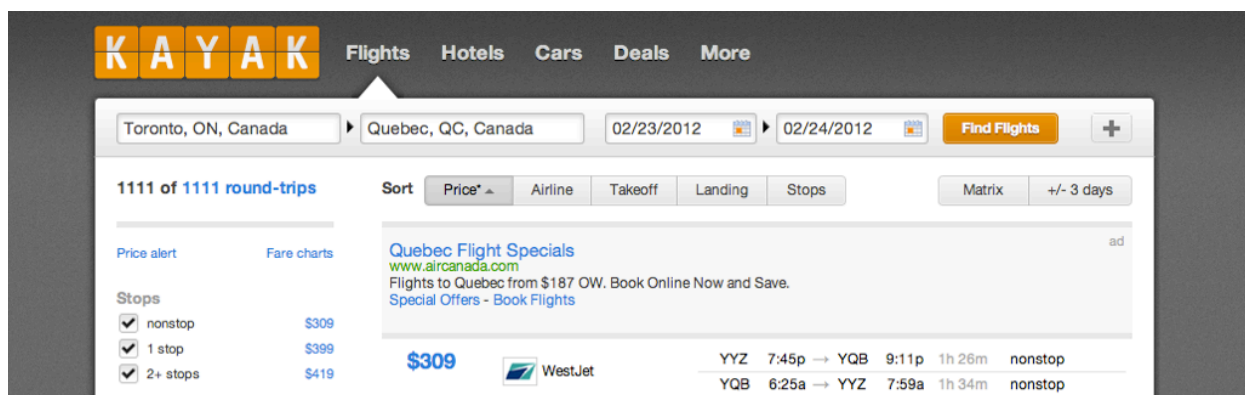 KAYAK Flights Hotels Cars Deals More
Toronto, ON, Canada Quebec, QC, Canada 02/23/2012 02/24/2012 Find Flights +
1111 of 1111 round-trips Sort Price* Airline Takeoff Landing Stops Matrix +/- 3 days
Price alert Fare charts
Stops
nonstop $309
1 stop $399
2+ stops $419
ad
Quebec Flight Specials
www.aircanada.com
Flights to Quebec from $187 OW. Book Online Now and Save.
Special Offers - Book Flights
$309 WestJet
YYZ 7:45p → YQB 9:11p 1h 26m nonstop
YQB 6:25a → YYZ 7:59a 1h 34m nonstop